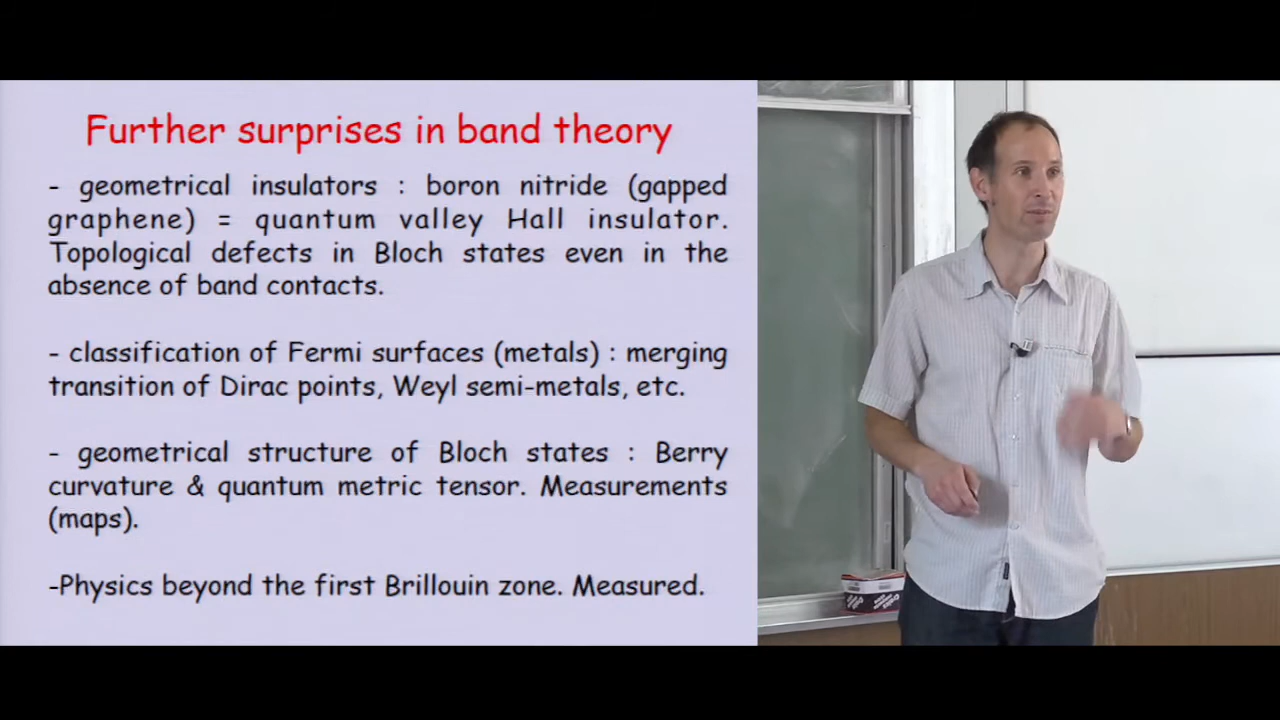 Further surprises in band theory
- geometrical insulators : boron nitride (gapped
graphene) = quantum valley Hall insulator.
Topological defects in Bloch states even in the
absence of band contacts.
- classification of Fermi surfaces (metals) : merging
transition of Dirac points, Weyl semi-metals, etc.
- geometrical structure of Bloch states : Berry
curvature & quantum metric tensor. Measurements
(maps).
-Physics beyond the first Brillouin zone. Measured.